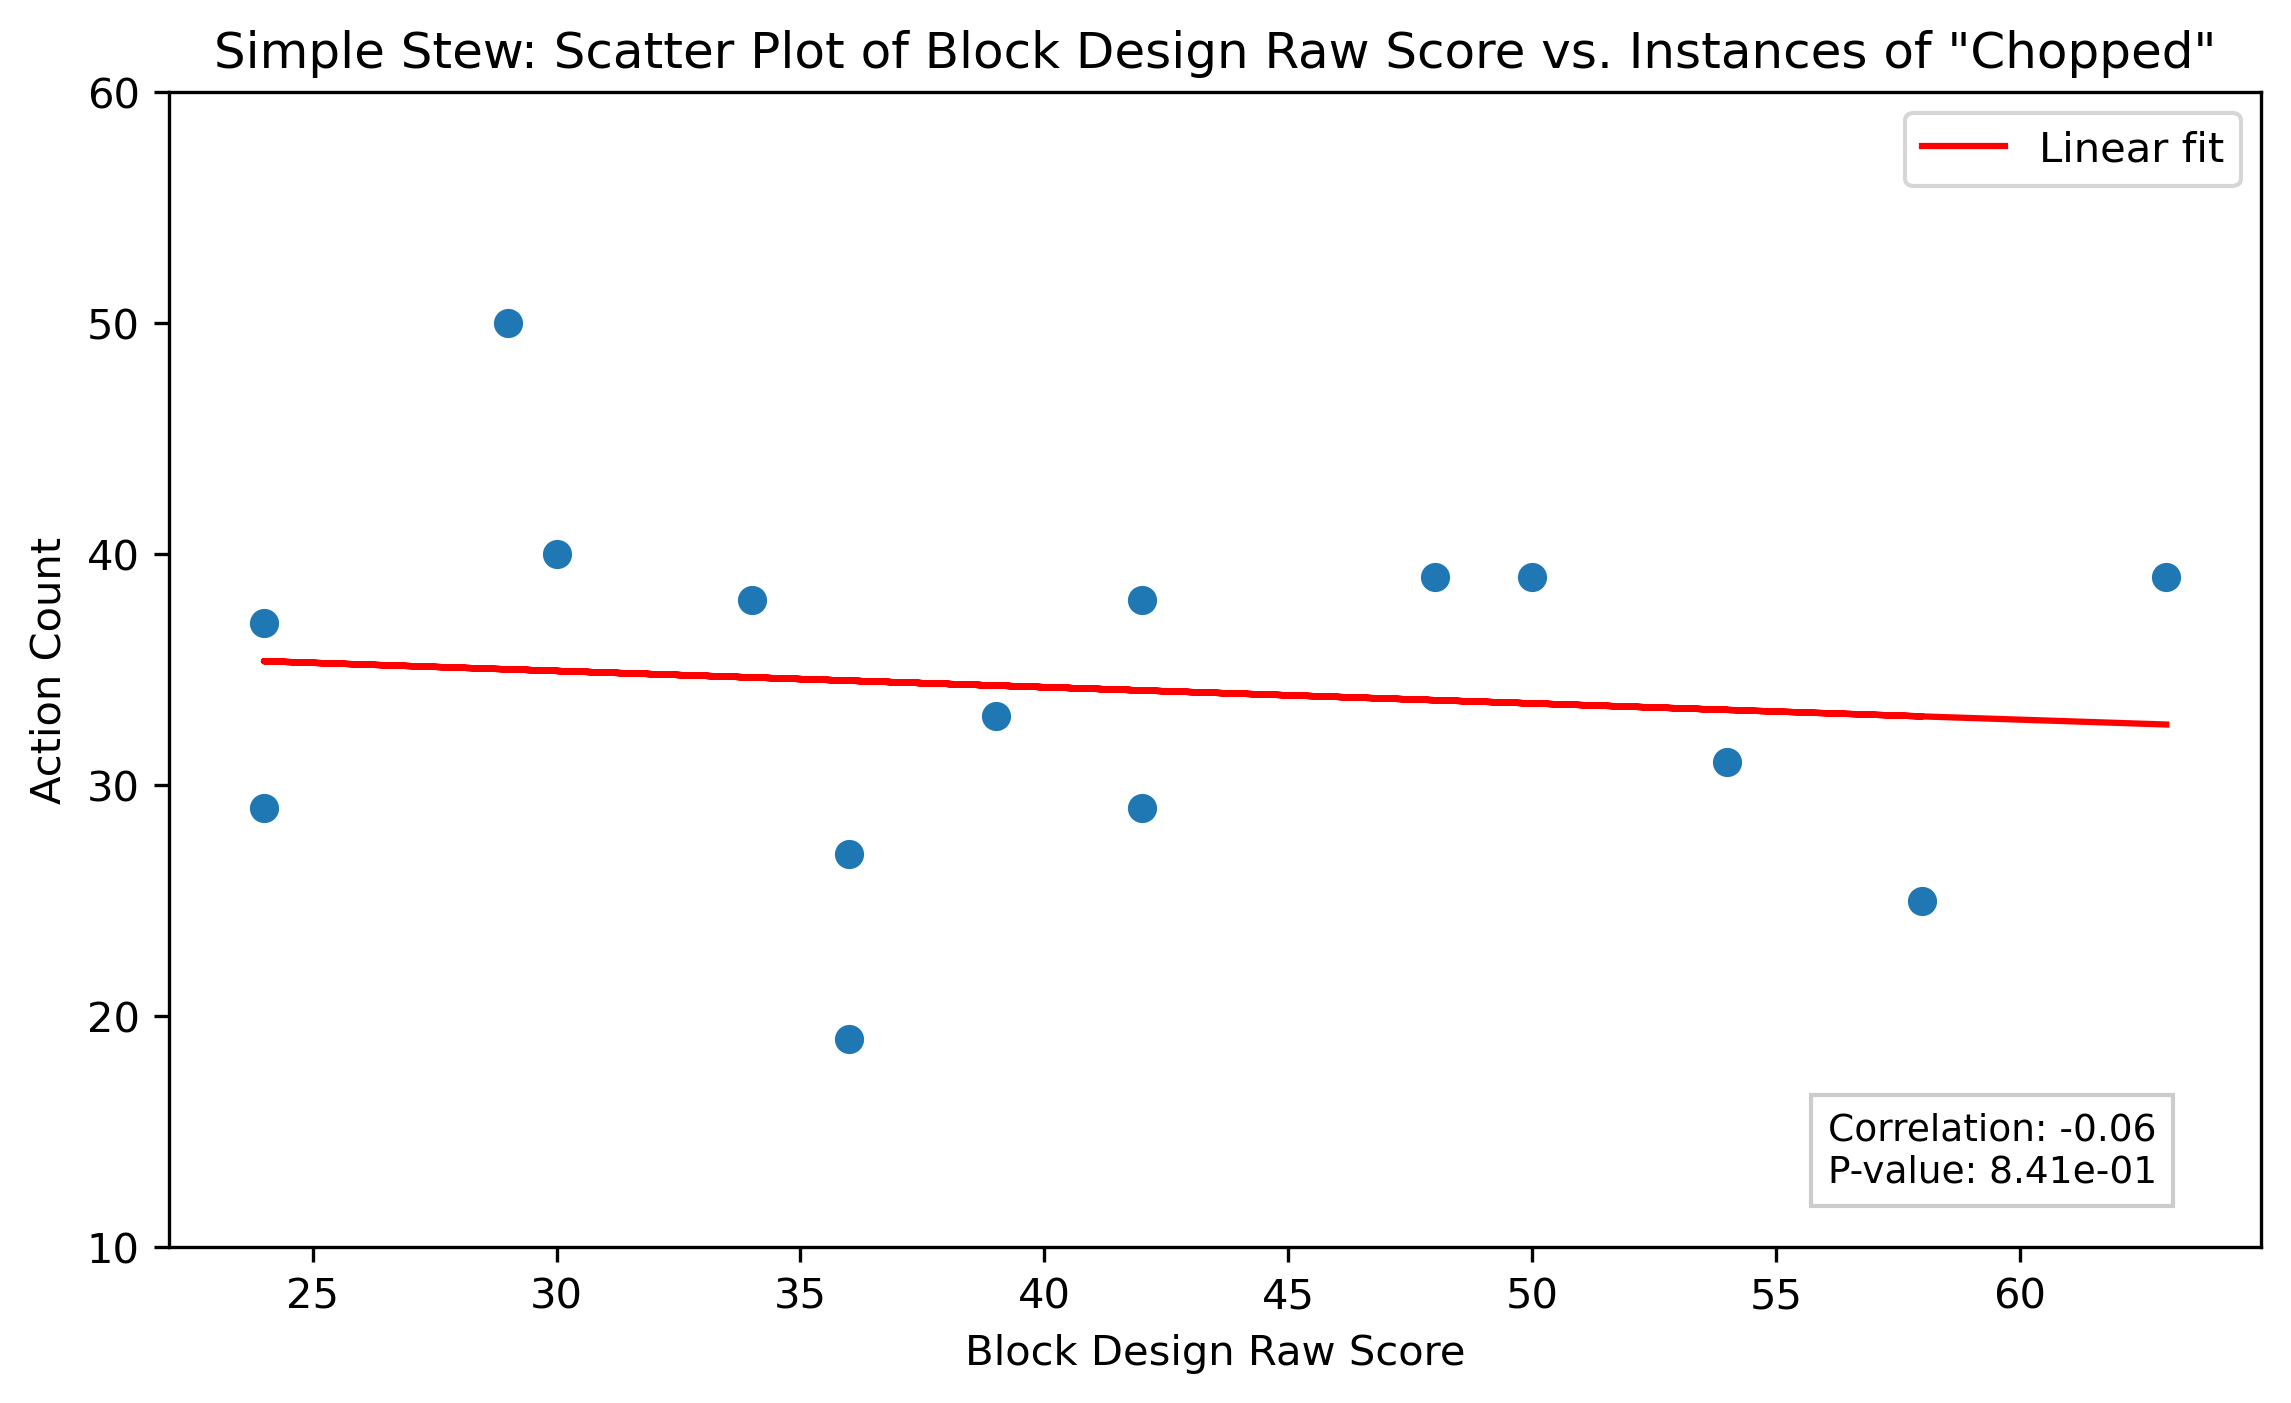 Simple Stew: Scatter Plot of Block Design Raw Score vs. Instances of "Chopped"
Linear fit
Action Count
60
50
40
30
20
10
Correlation: -0.06
P-value: 8.41e-01
25 30 35 40 45 50 55 60
Block Design Raw Score